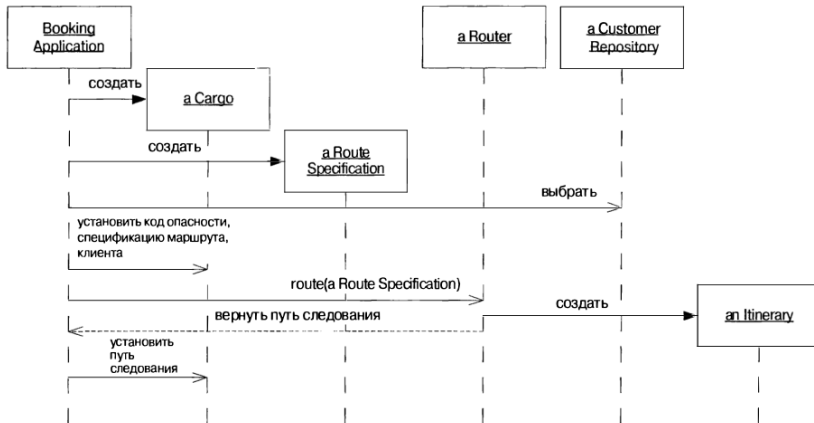 Booking
Application
a Router
a Customer
Repository
создать
a Cargo
создать
a Route
Specification
выбрать
установить код опасности,
спецификацию маршрута,
клиента
route(a Route Specification)
вернуть путь следования
создать
an Itinerary
установить
путь
следования